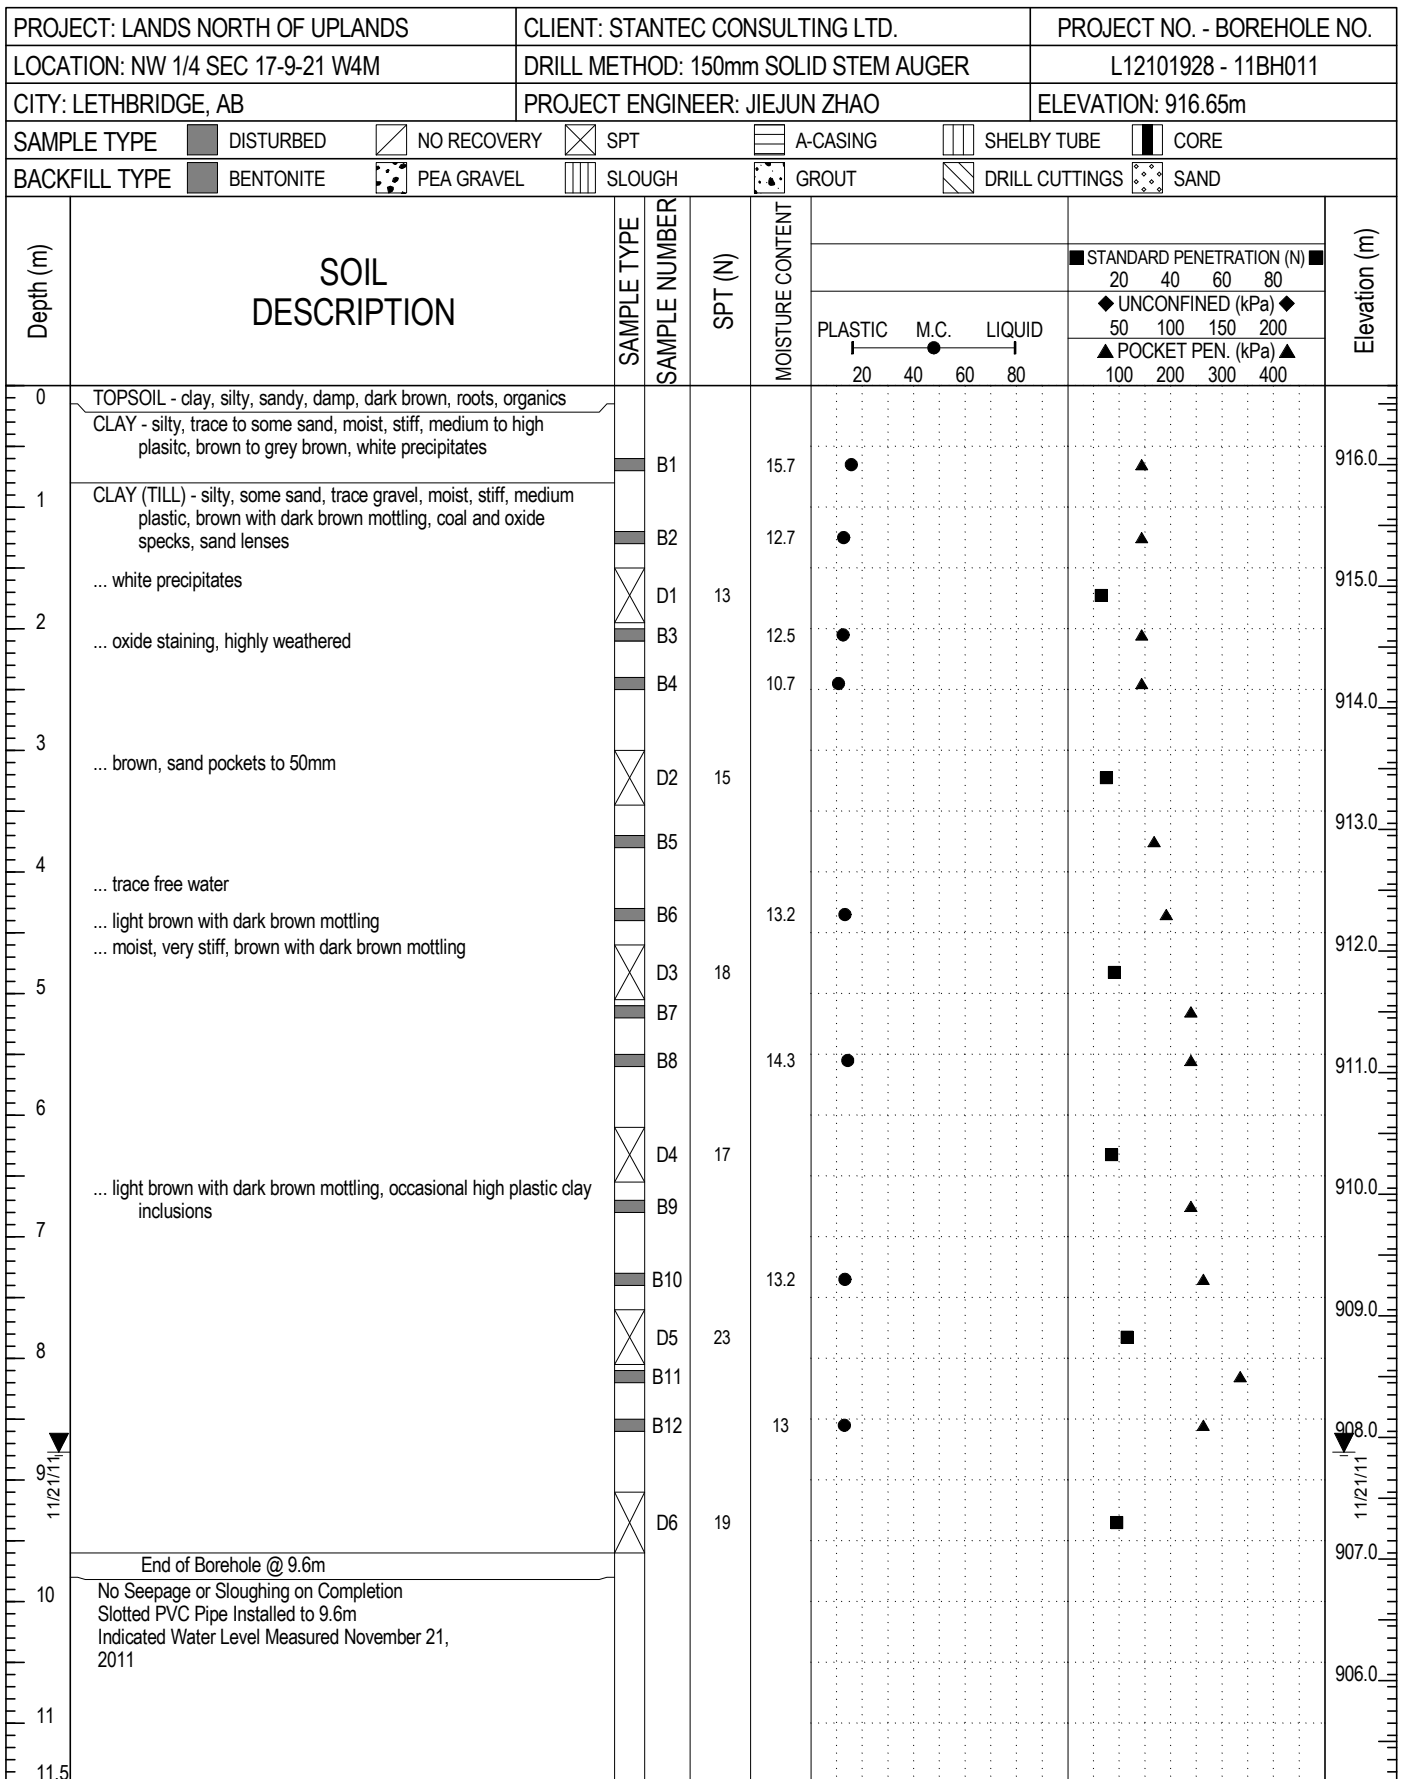 PROJECT: LANDS NORTH OF UPLANDS
CLIENT: STANTEC CONSULTING LTD.
PROJECT NO. - BOREHOLE NO.
LOCATION: NW 1/4 SEC 17-9-21 W4M
DRILL METHOD: 150mm SOLID STEM AUGER
L12101928 - 11BH011
CITY: LETHBRIDGE, AB
PROJECT ENGINEER: JIEJUN ZHAO
ELEVATION: 916.65m
SAMPLE TYPE DISTURBED NO RECOVERY SPT A-CASING SHELBY TUBE CORE
BACKFILL TYPE BENTONITE PEA GRAVEL SLOUGH GROUT DRILL CUTTINGS SAND
Depth (m)
SOIL
DESCRIPTION
SAMPLE TYPE
SAMPLE NUMBER
SPT (N)
MOISTURE CONTENT
PLASTIC M.C. LIQUID
20 40 60 80
STANDARD PENETRATION (N)
20 40 60 80
UNCONFINED (kPa)
50 100 150 200
POCKET PEN. (kPa)
100 200 300 400
Elevation (m)
0
TOPSOIL - clay, silty, sandy, damp, dark brown, roots, organics
CLAY - silty, trace to some sand, moist, stiff, medium to high
plasitc, brown to grey brown, white precipitates
B1 15.7
916.0
1
CLAY (TILL) - silty, some sand, trace gravel, moist, stiff, medium
plastic, brown with dark brown mottling, coal and oxide
specks, sand lenses
B2 12.7
... white precipitates
915.0
D1 13
2
B3 12.5
... oxide staining, highly weathered
B4 10.7
914.0
3
... brown, sand pockets to 50mm
D2 15
913.0
B5
4
... trace free water
B6 13.2
... light brown with dark brown mottling
... moist, very stiff, brown with dark brown mottling
912.0
D3 18
5
B7
B8 14.3
911.0
6
D4 17
... light brown with dark brown mottling, occasional high plastic clay
inclusions
910.0
B9
7
B10 13.2
909.0
D5 23
8
B11
B12 13
908.0
9
11/21/11
11/21/11
D6 19
907.0
End of Borehole @ 9.6m
10
No Seepage or Sloughing on Completion
Slotted PVC Pipe Installed to 9.6m
Indicated Water Level Measured November 21,
2011
906.0
11
11.5